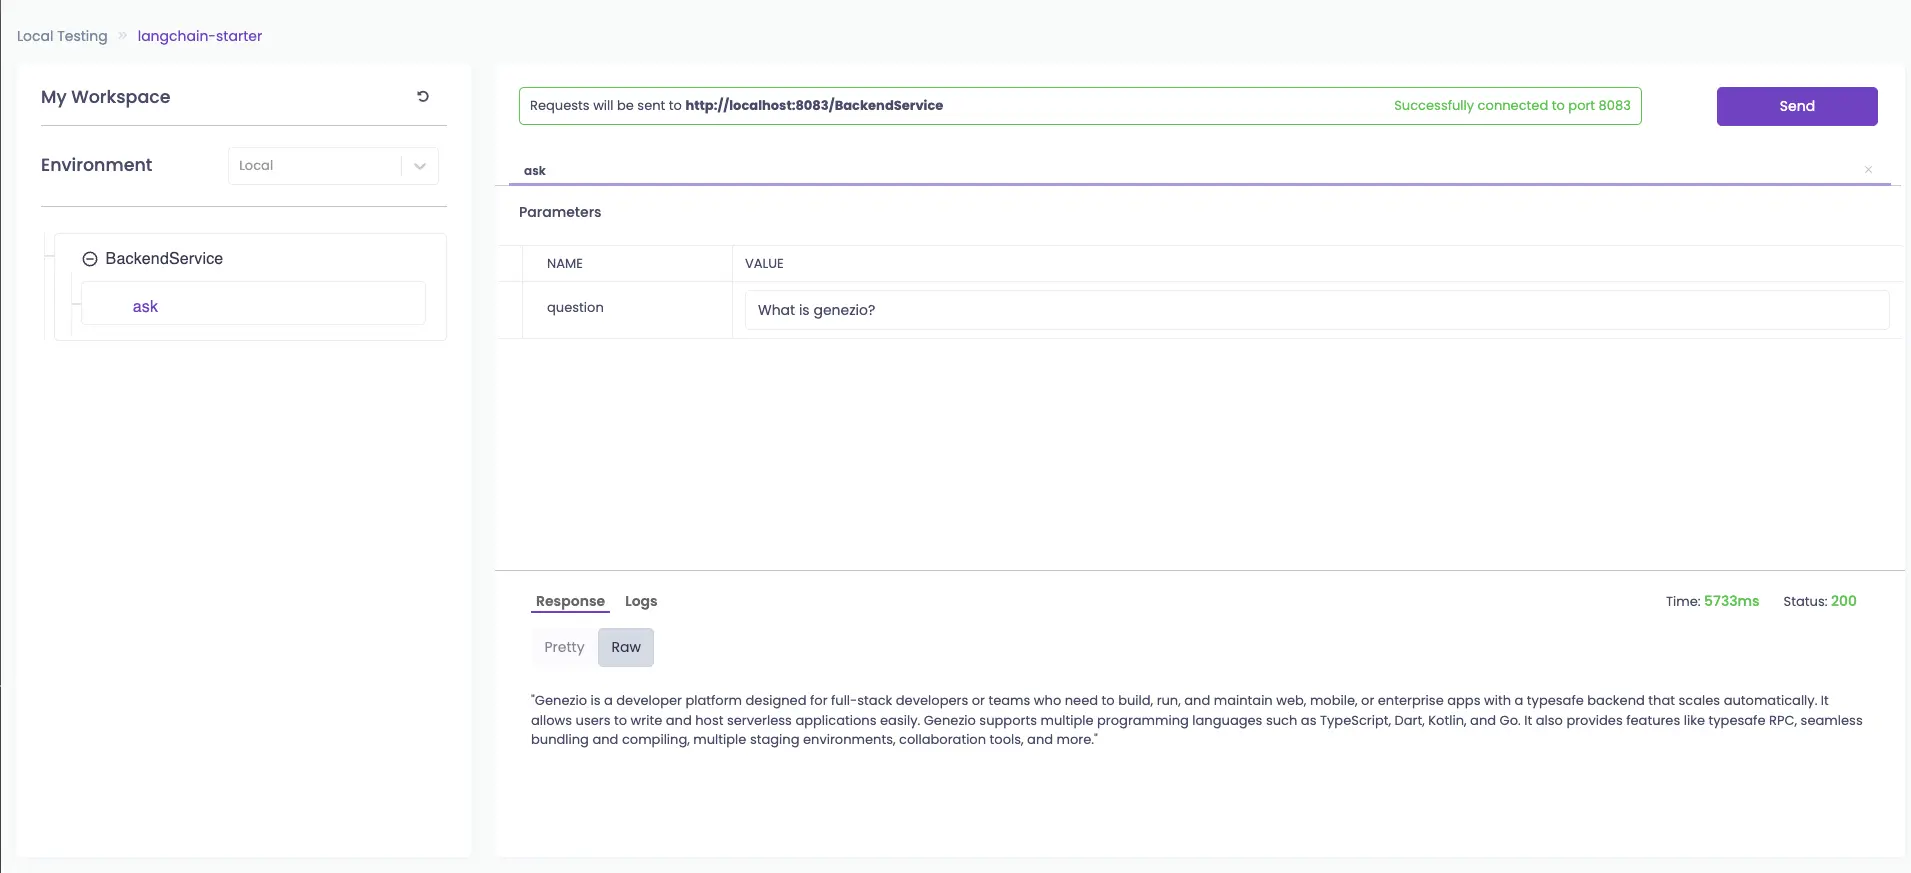 Local Testing » langchain-starter
My Workspace
Environment
Local
BackendService
ask
Requests will be sent to http://localhost:8083/BackendService
Successfully connected to port 8083
Send
ask
Parameters
NAME
VALUE
question
What is genezio?
Response
Logs
Time: 5733ms
Status: 200
Pretty
Raw
"Genezio is a developer platform designed for full-stack developers or teams who need to build, run, and maintain web, mobile, or enterprise apps with a typesafe backend that scales automatically. It
allows users to write and host serverless applications easily. Genezio supports multiple programming languages such as TypeScript, Dart, Kotlin, and Go. It also provides features like typesafe RPC, seamless
bundling and compiling, multiple staging environments, collaboration tools, and more."